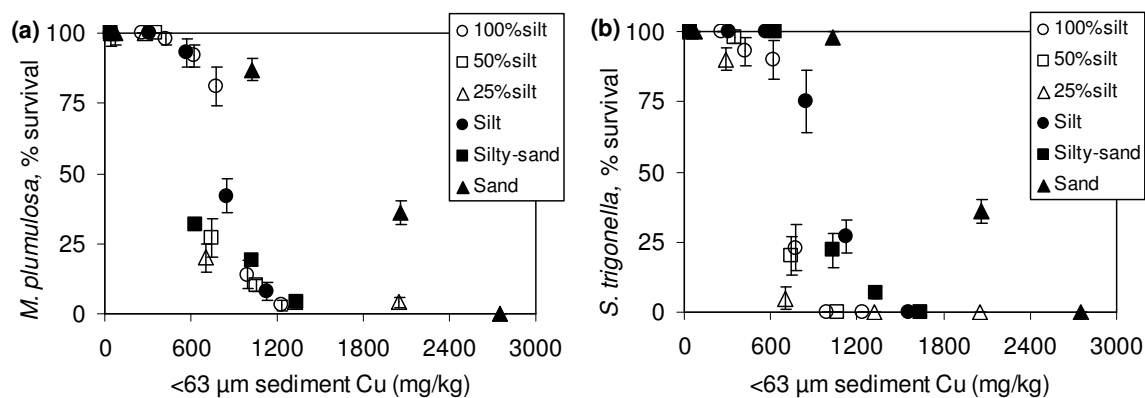 (a)
M. plumulosa, % survival
100
75
50
25
0
0 600 1200 1800 2400 3000
<63 µm sediment Cu (mg/kg)
100%silt
50%silt
25%silt
Silt
Silty-sand
Sand
(b)
S. trigonella, % survival
100
75
50
25
0
0 600 1200 1800 2400 3000
<63 µm sediment Cu (mg/kg)
100%silt
50%silt
25%silt
Silt
Silty-sand
Sand